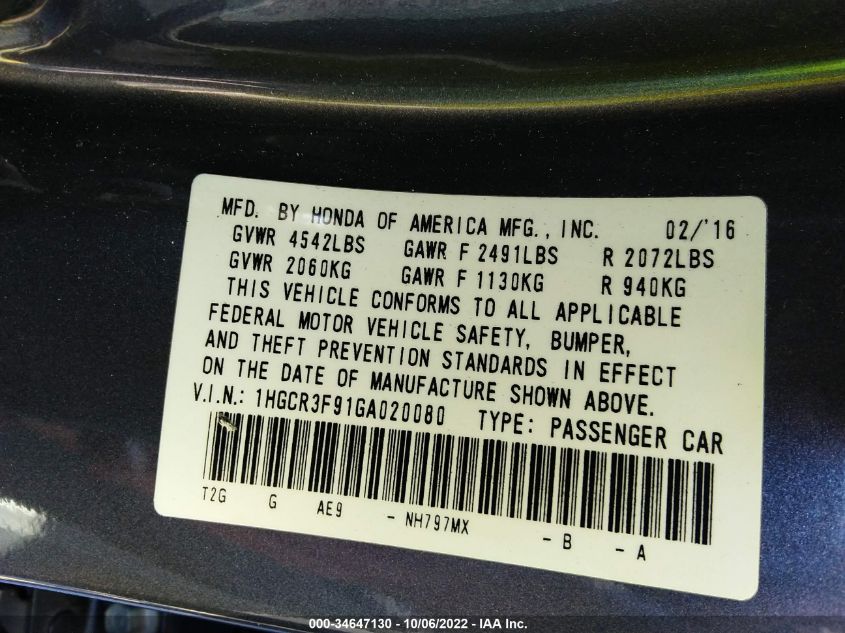 MFD. BY HONDA OF AMERICA MFG., INC. 02/'16
GVWR 4542LBS GAWR F 2491LBS R 2072LBS
GVWR 2060KG GAWR F 1130KG R 940KG
THIS VEHICLE CONFORMS TO ALL APPLICABLE
FEDERAL MOTOR VEHICLE SAFETY, BUMPER,
AND THEFT PREVENTION STANDARDS IN EFFECT
ON THE DATE OF MANUFACTURE SHOWN ABOVE.
V.I.N.: 1HGCR3F91GA020080 TYPE: PASSENGER CAR
T2G G AE9 - NH797MX - B - A
000-34647130 - 10/06/2022 - IAA Inc.